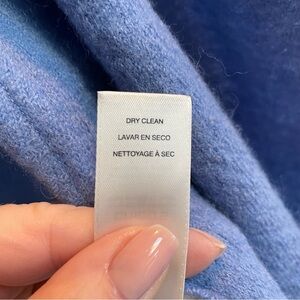 DRY CLEAN
LAVAR EN SECO
NETTOYAGE À SEC